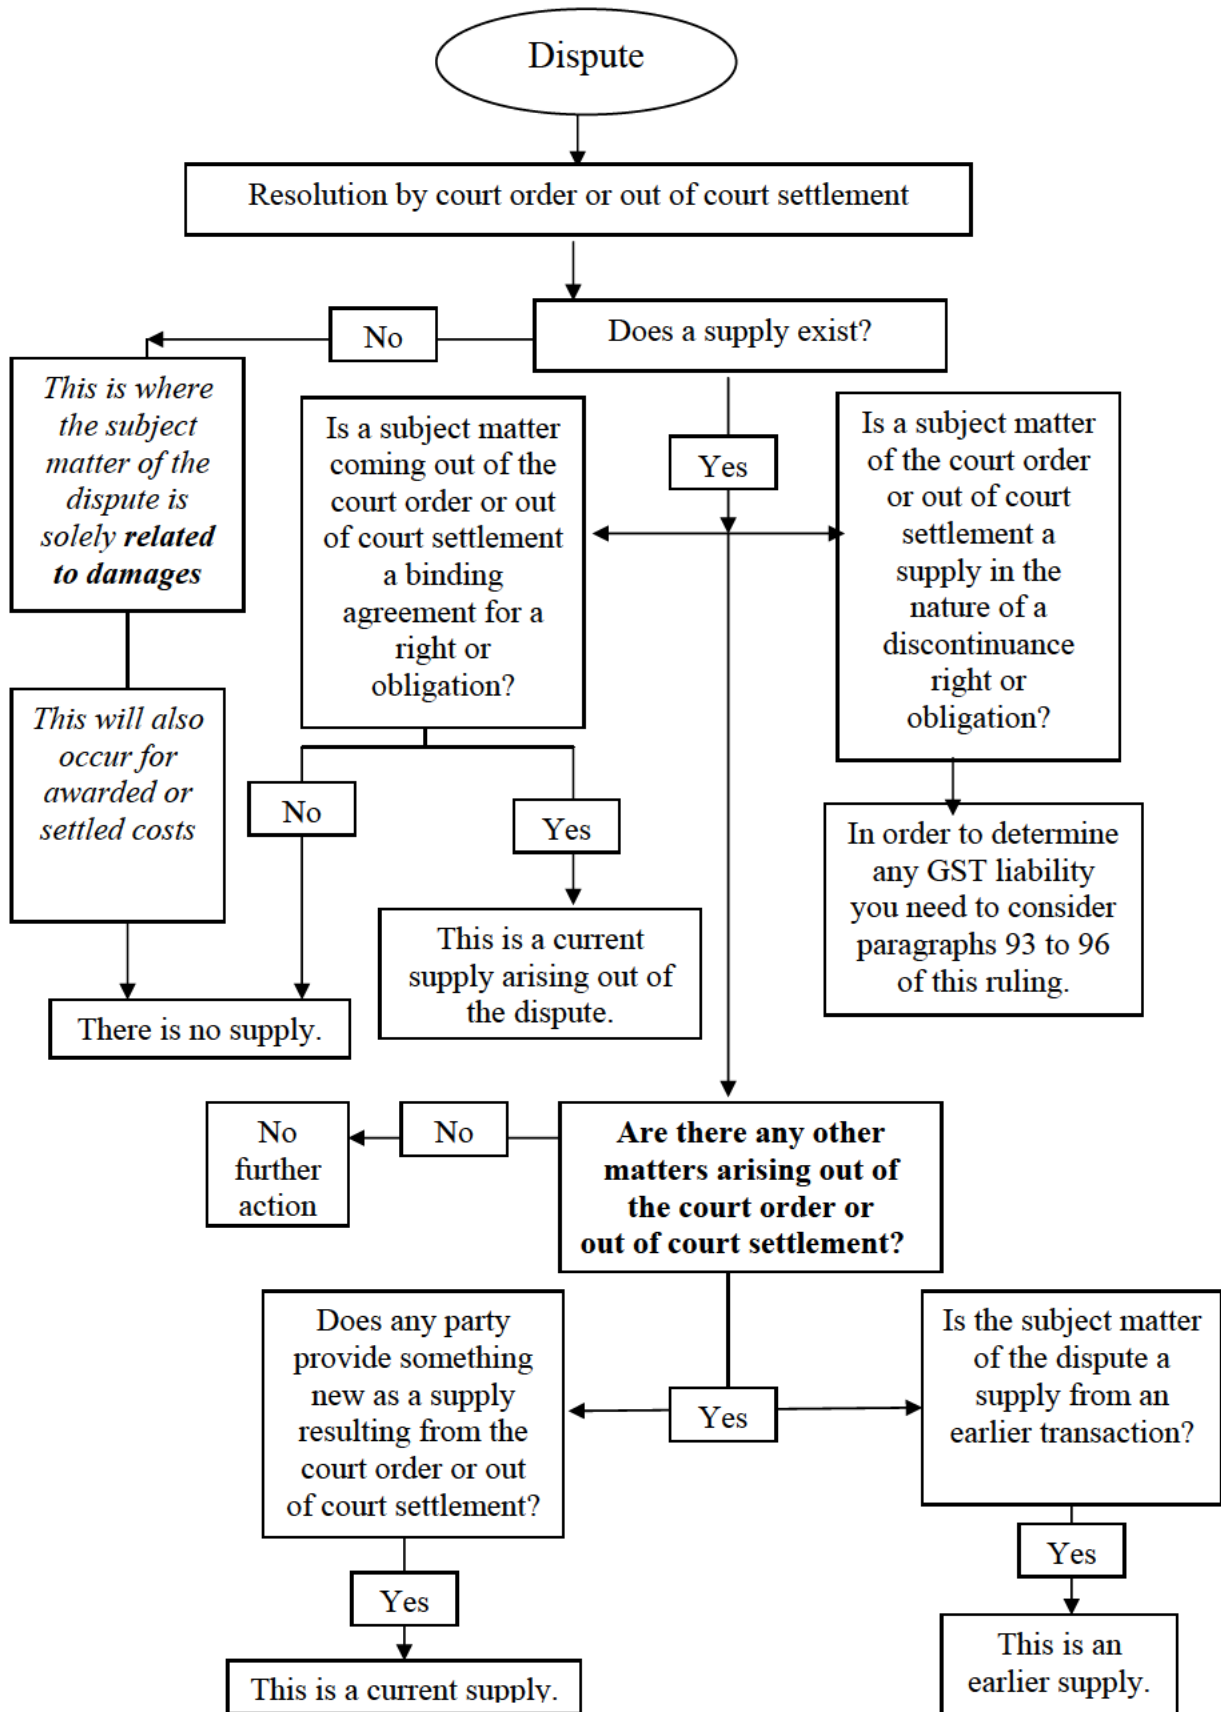 Dispute
Resolution by court order or out of court settlement
Does a supply exist?
No
This is where
the subject
matter of the
dispute is
solely related
to damages
This will also
occur for
awarded or
settled costs
Is a subject matter
coming out of the
court order or out
of court settlement
a binding
agreement for a
right or
obligation?
Yes
Is a subject matter
of the court order
or out of court
settlement a
supply in the
nature of a
discontinuance
right or
obligation?
No
Yes
In order to determine
any GST liability
you need to consider
paragraphs 93 to 96
of this ruling.
This is a current
supply arising out of
the dispute.
There is no supply.
Are there any other
matters arising out of
the court order or
out of court settlement?
No
No
further
action
Does any party
provide something
new as a supply
resulting from the
court order or out
of court settlement?
Yes
Is the subject matter
of the dispute a
supply from an
earlier transaction?
Yes
Yes
This is a current supply.
This is an
earlier supply.